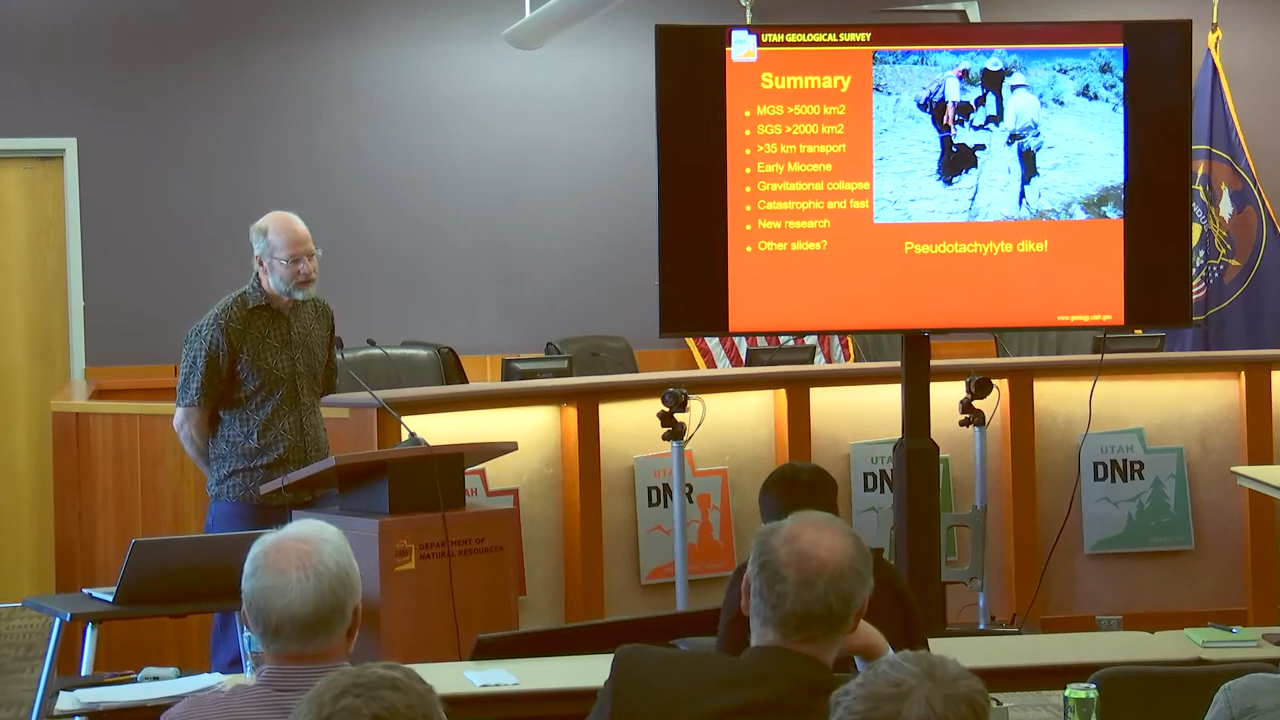 UTAH GEOLOGICAL SURVEY
Summary
MGS >5000 km2
SGS >2000 km2
>35 km transport
Early Miocene
Gravitational collapse
Catastrophic and fast
New research
Other slides?
Pseudotachylyte dike!
www.geology.utah.gov
DEPARTMENT OF
NATURAL RESOURCES
UTAH
DNR
UTA
DN
UTAH
DNR